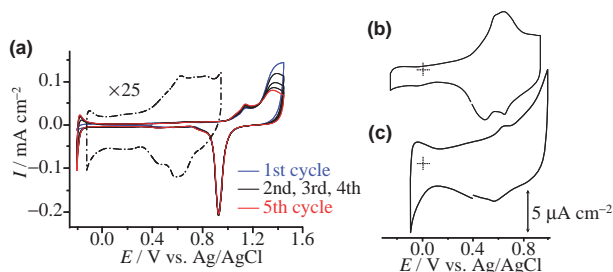 (a)
I / mA cm⁻²
0.1
0.0
−0.1
−0.2
×25
1st cycle
2nd, 3rd, 4th
5th cycle
0.0 0.4 0.8 1.2 1.6
E / V vs. Ag/AgCl
(b)
(c)
5 μA cm⁻²
0.0 0.4 0.8
E / V vs. Ag/AgCl